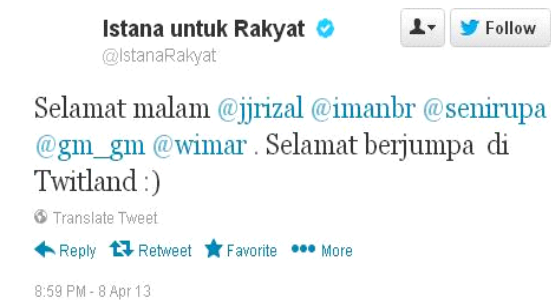 Istana untuk Rakyat
Follow
@IstanaRakyat
Selamat malam @jjrizal @imanbr @senirupa
@gm_gm @wimar . Selamat berjumpa di
Twitland :)
Translate Tweet
Reply Retweet Favorite More
8:59 PM - 8 Apr 13